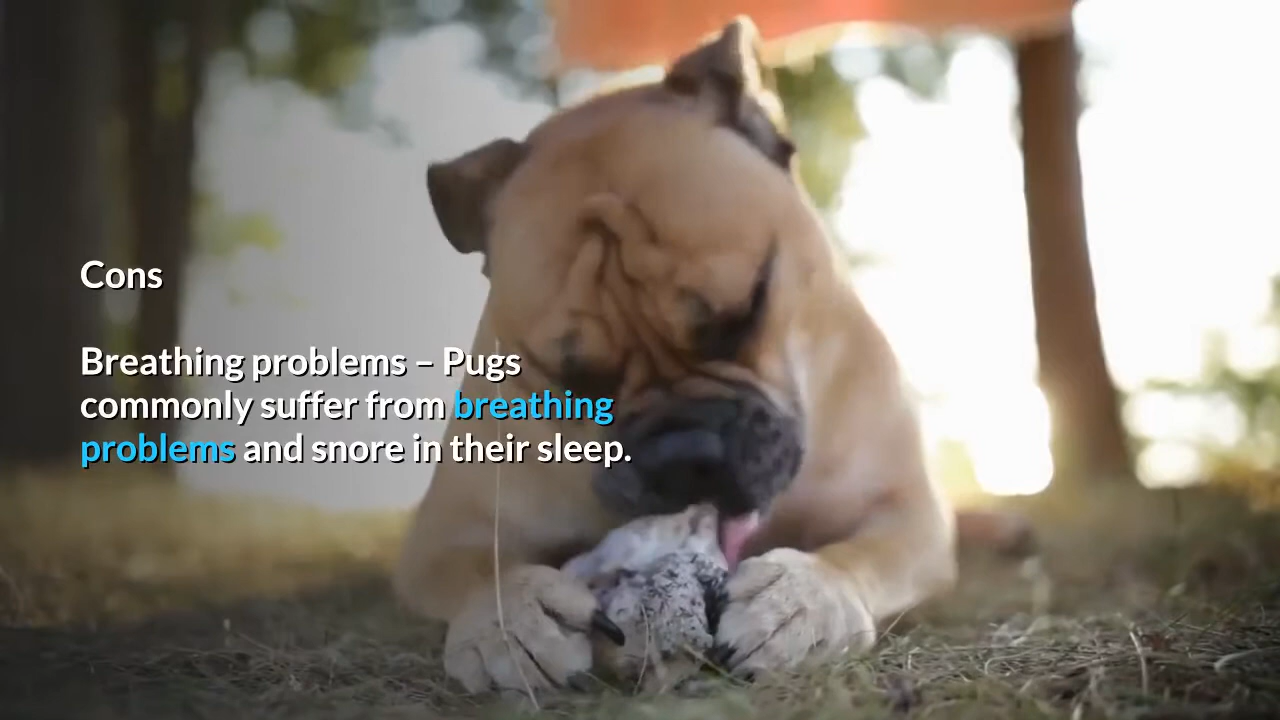 Cons
Breathing problems – Pugs
commonly suffer from breathing
problems and snore in their sleep.